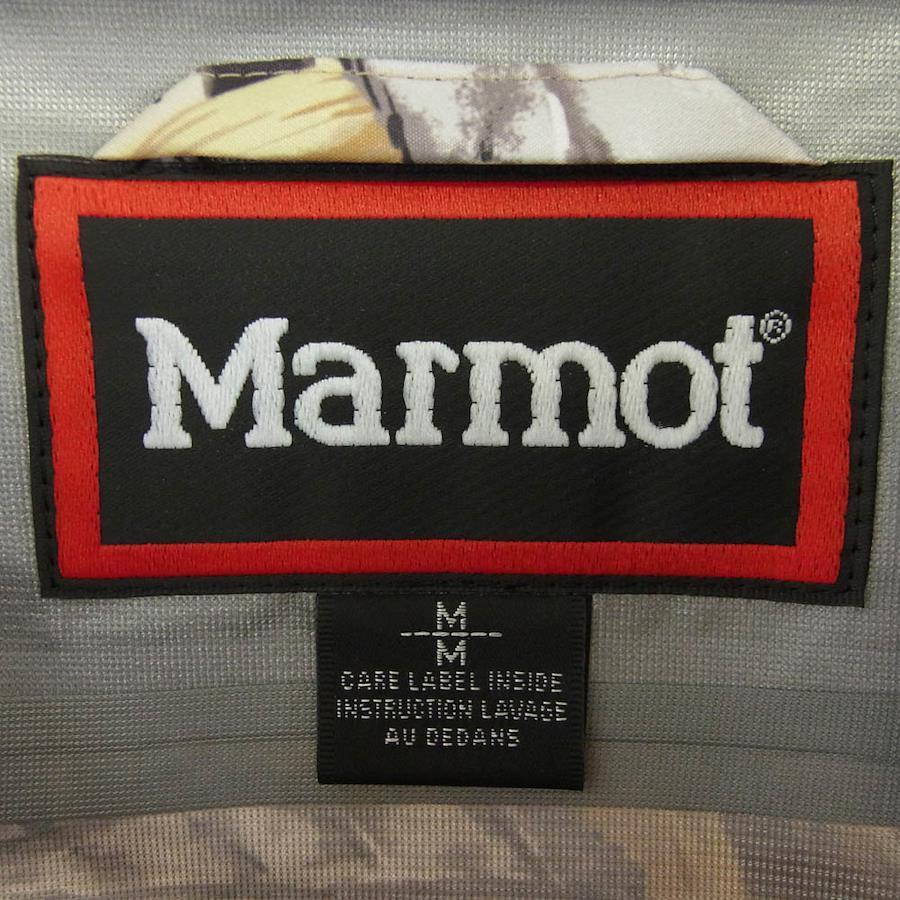 Marmot®
M
M
CARE LABEL INSIDE
INSTRUCTION LAVAGE
AU DEDANS